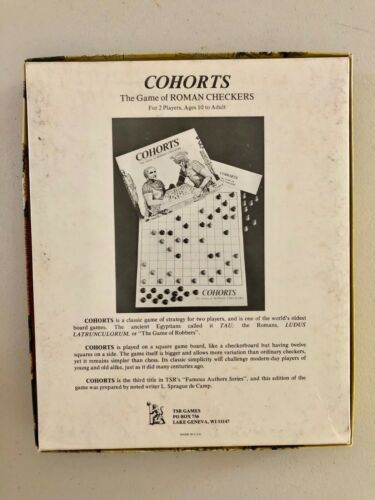 COHORTS
The Game of ROMAN CHECKERS
For 2 Players, Ages 10 to Adult
COHORTS
COHORTS
COHORTS is a classic game of strategy for two players, and is one of the world's oldest
board games. The ancient Egyptians called it TAU; the Romans, LUDUS
LATRUNCULORUM, or "The Game of Robbers".
COHORTS is played on a square game board, like a checkerboard but having twelve
squares on a side. The game itself is bigger and allows more variation than ordinary checkers,
yet it remains simpler than chess. Its classic simplicity will challenge modern-day players of
young and old alike, just as it did many centuries ago.
COHORTS is the third title in TSR's "Famous Authors Series", and this edition of the
game was prepared by noted writer L. Sprague de Camp.
TSR GAMES
PO BOX 756
LAKE GENEVA, WI 53147
MADE IN U.S.A.